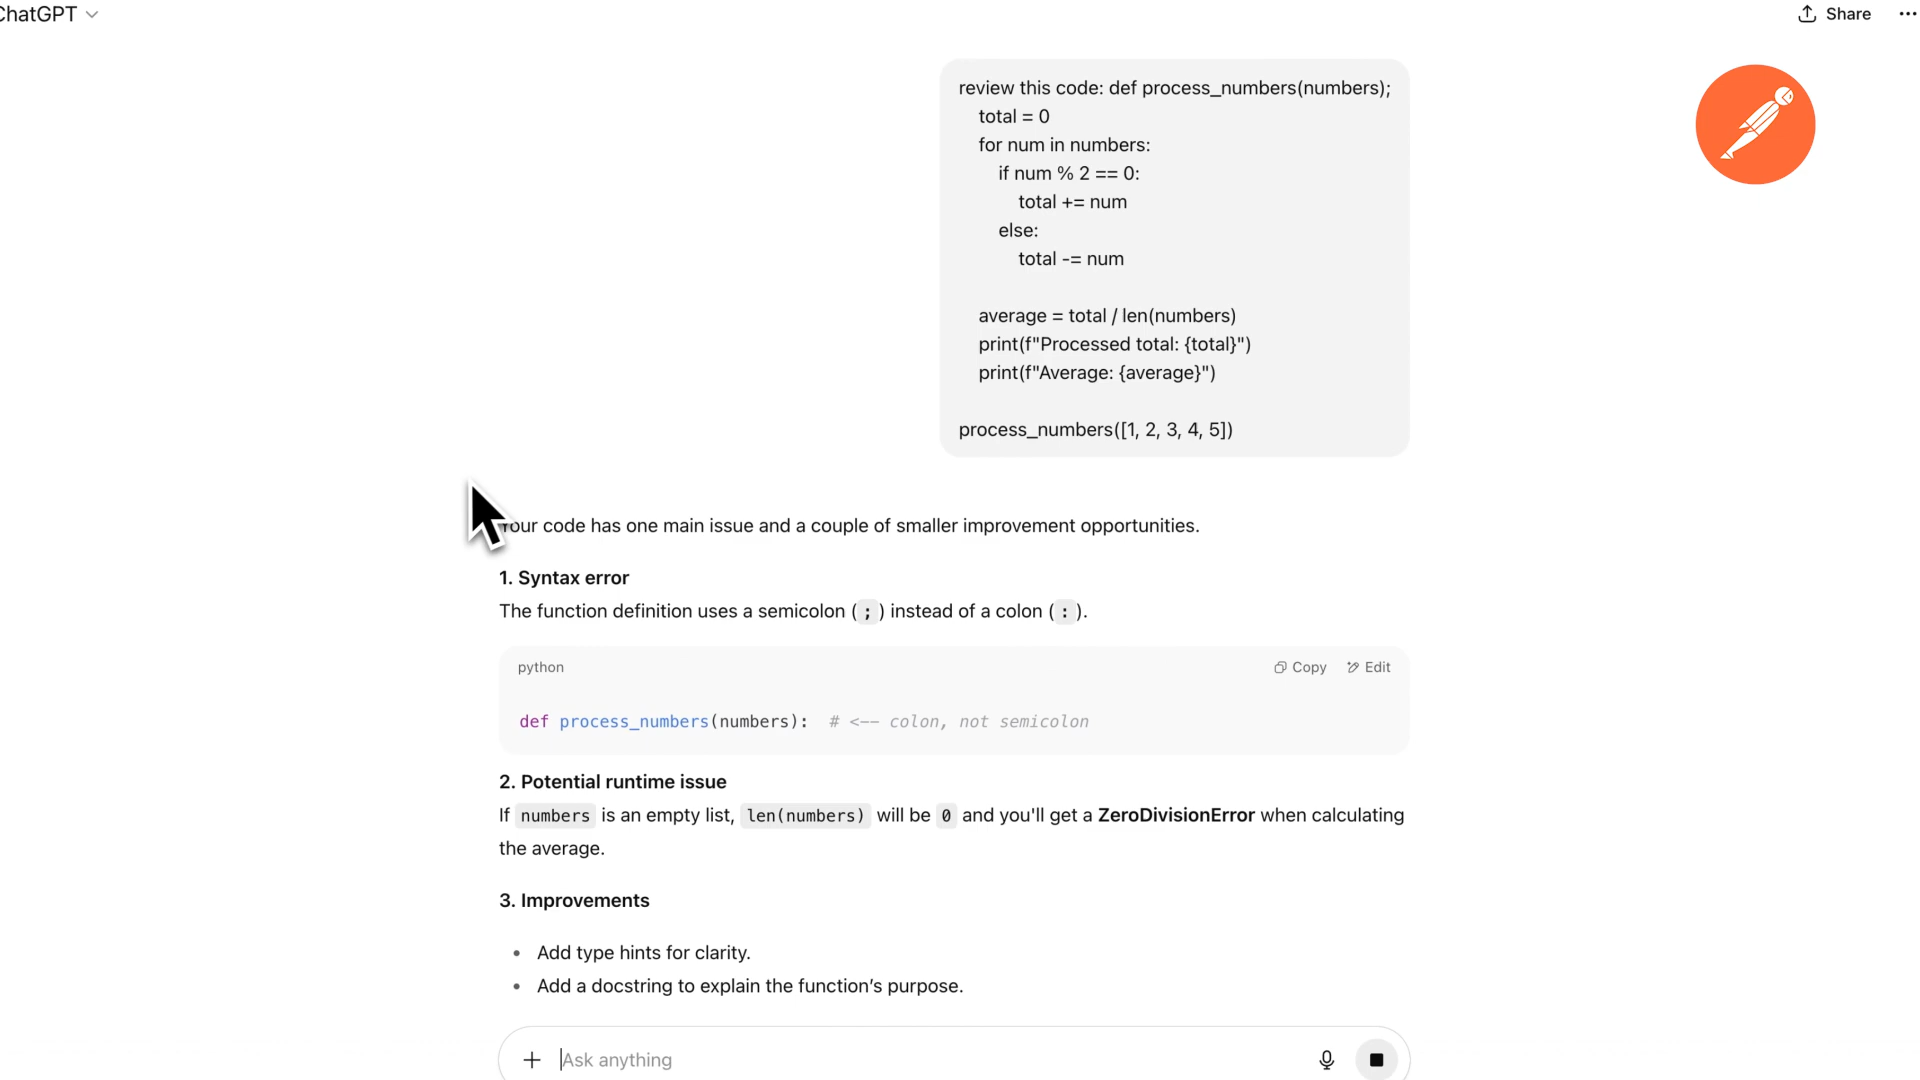 ChatGPT
Share
review this code: def process_numbers(numbers);
total = 0
for num in numbers:
if num % 2 == 0:
total += num
else:
total -= num
average = total / len(numbers)
print(f"Processed total: {total}")
print(f"Average: {average}")
process_numbers([1, 2, 3, 4, 5])
Your code has one main issue and a couple of smaller improvement opportunities.
1. Syntax error
The function definition uses a semicolon ( ; ) instead of a colon ( : ).
python Copy Edit
def process_numbers(numbers):  # <-- colon, not semicolon
2. Potential runtime issue
If numbers is an empty list, len(numbers) will be 0 and you'll get a ZeroDivisionError when calculating
the average.
3. Improvements
• Add type hints for clarity.
• Add a docstring to explain the function's purpose.
Ask anything